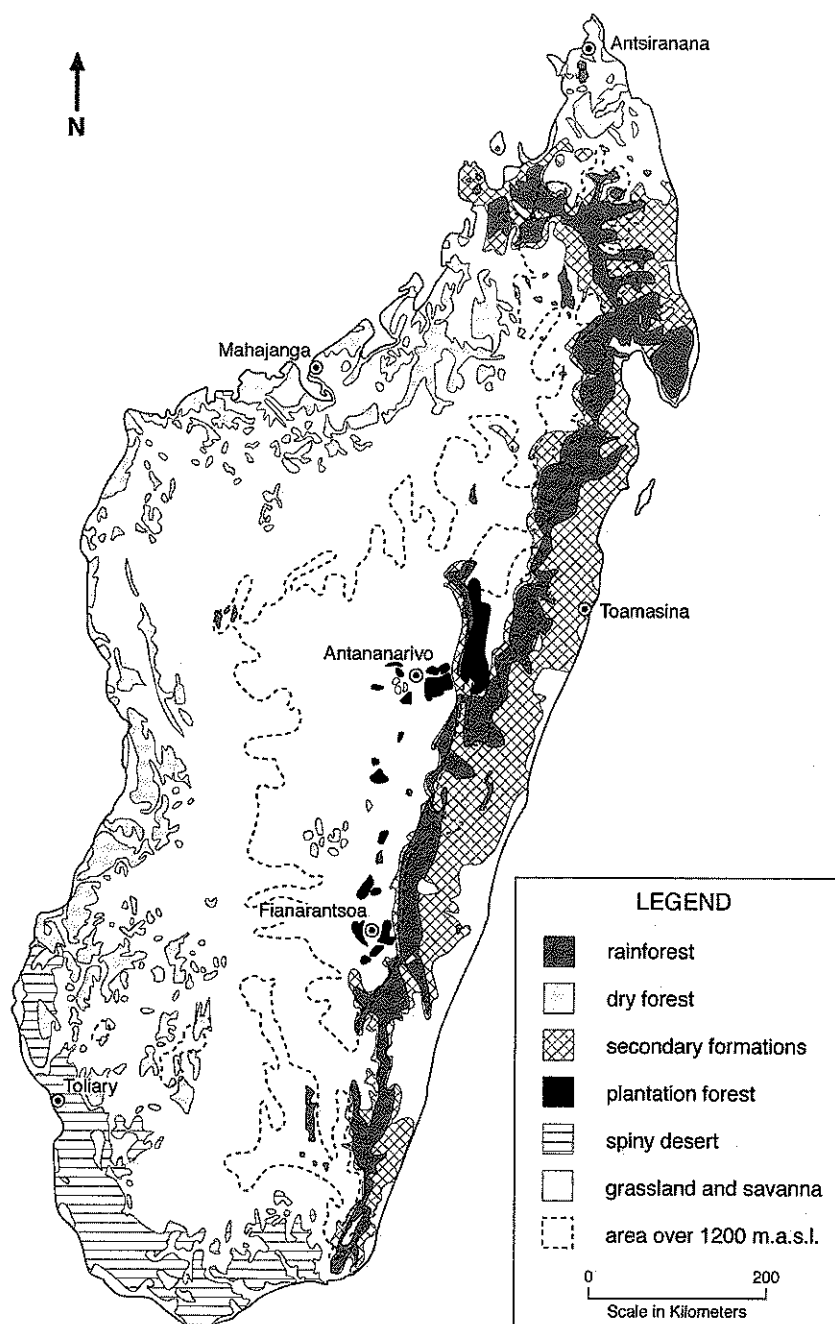 Antsiranana
N
Mahajanga
Toamasina
Antananarivo
Fianarantsoa
Toliary
LEGEND
rainforest
dry forest
secondary formations
plantation forest
spiny desert
grassland and savanna
area over 1200 m.a.s.l.
0 200
Scale in Kilometers